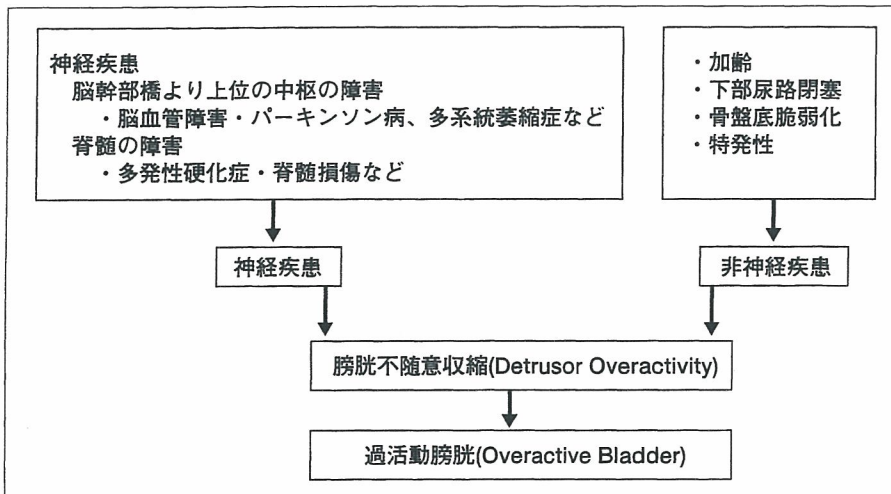 神経疾患
脳幹部橋より上位の中枢の障害
・脳血管障害・パーキンソン病、多系統萎縮症など
脊髄の障害
・多発性硬化症・脊髄損傷など
・加齢
・下部尿路閉塞
・骨盤底脆弱化
・特発性
神経疾患
非神経疾患
膀胱不随意収縮(Detrusor Overactivity)
過活動膀胱(Overactive Bladder)